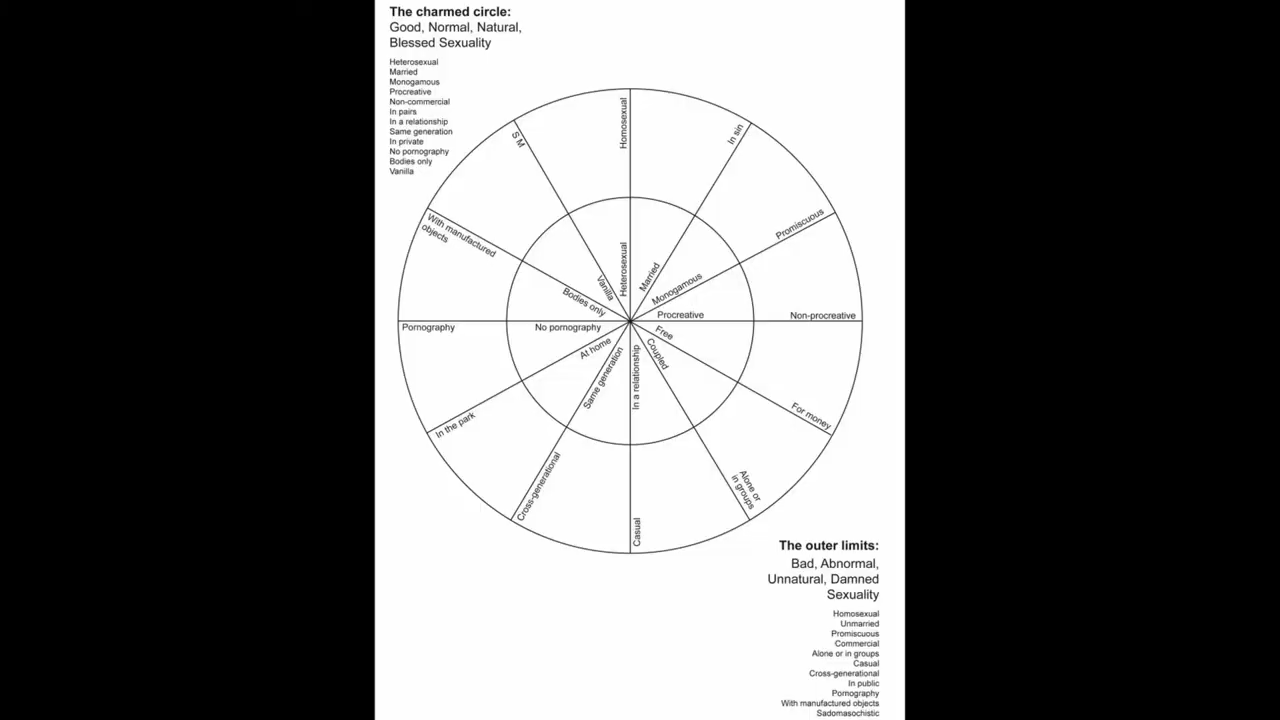 The charmed circle:
Good, Normal, Natural,
Blessed Sexuality
Heterosexual
Married
Monogamous
Procreative
Non-commercial
In pairs
In a relationship
Same generation
In private
No pornography
Bodies only
Vanilla
Homosexual
In sin
Promiscuous
Non-procreative
For money
Alone or
in groups
Casual
Cross-generational
In the park
Pornography
With manufactured
objects
S M
Heterosexual
Married
Monogamous
Procreative
Free
Coupled
In a relationship
Same generation
At home
No pornography
Bodies only
Vanilla
The outer limits:
Bad, Abnormal,
Unnatural, Damned
Sexuality
Homosexual
Unmarried
Promiscuous
Commercial
Alone or in groups
Casual
Cross-generational
In public
Pornography
With manufactured objects
Sadomasochistic